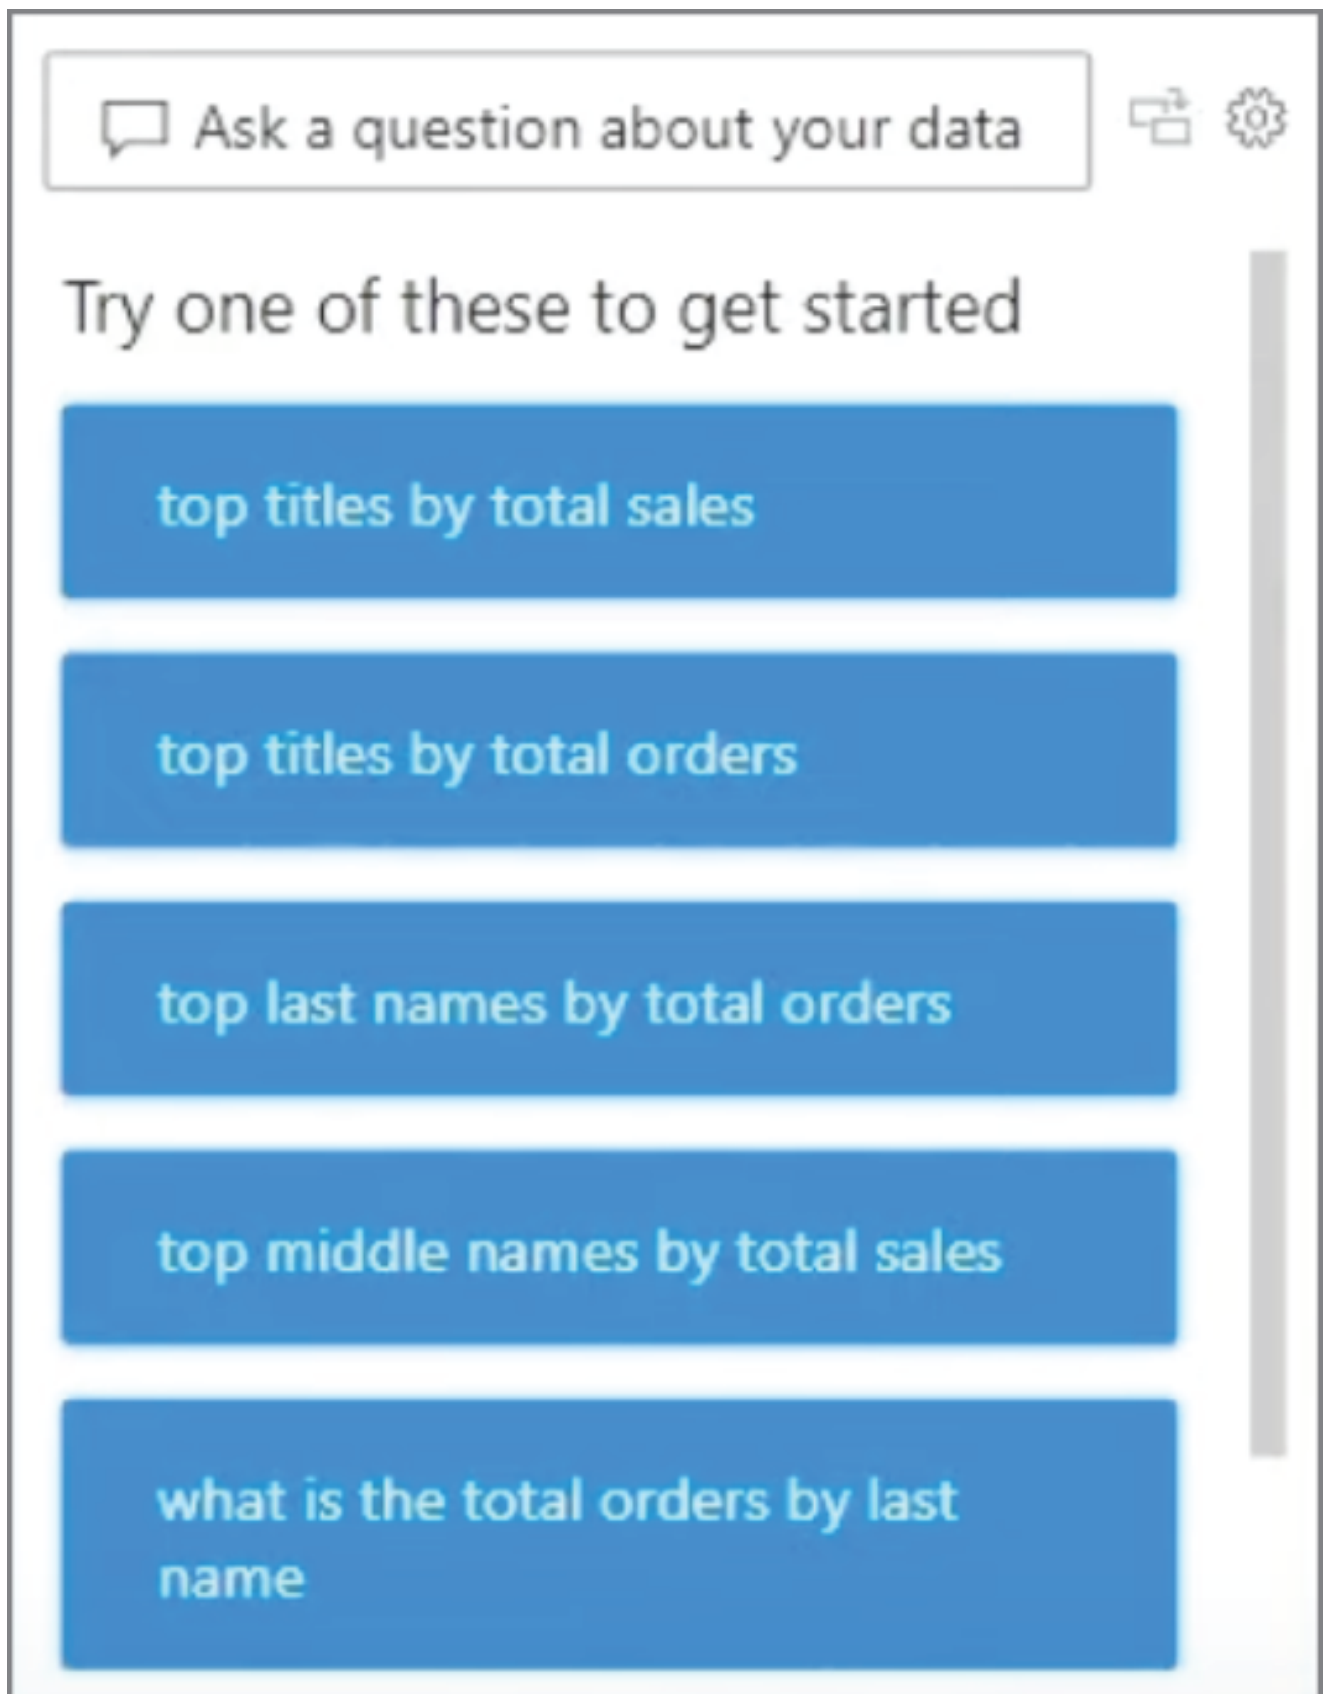 Ask a question about your data
Try one of these to get started
top titles by total sales
top titles by total orders
top last names by total orders
top middle names by total sales
what is the total orders by last
name